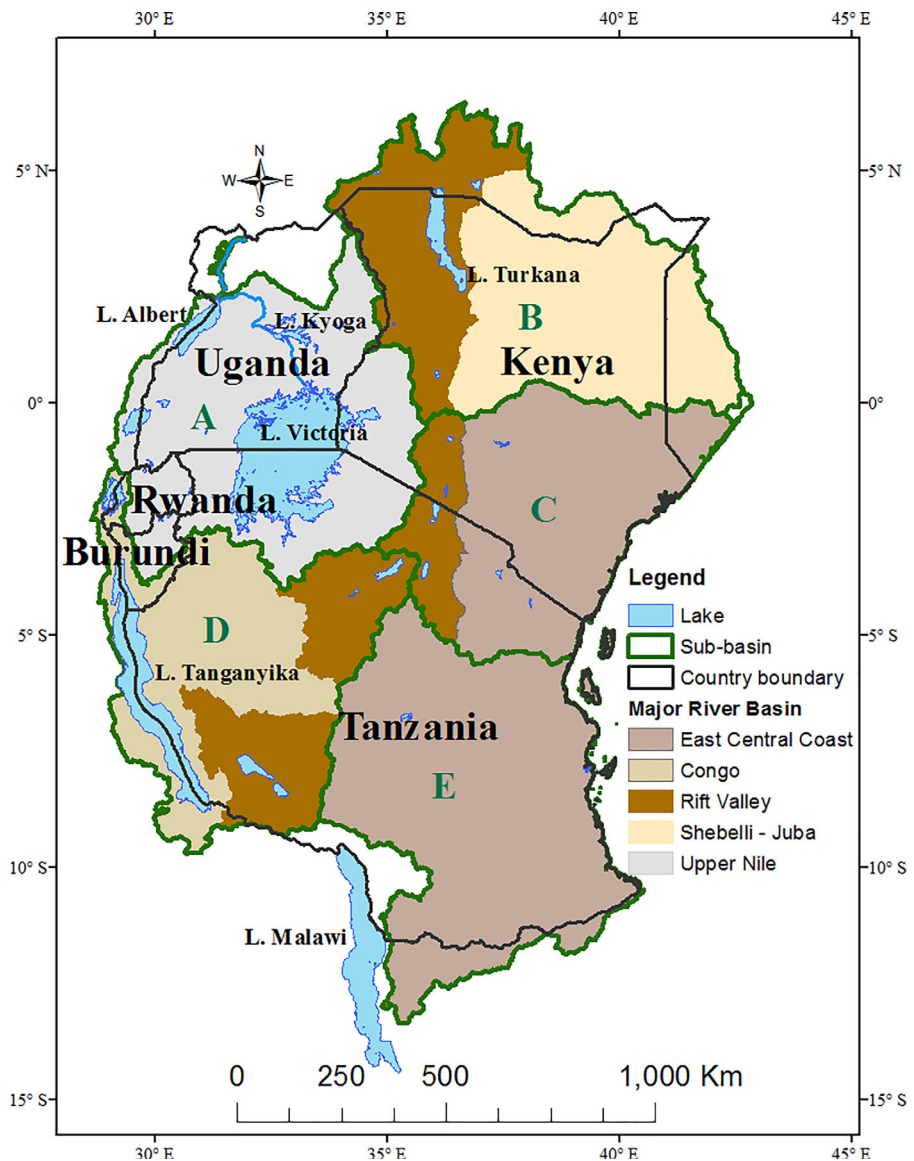 30° E 35° E 40° E 45° E
N
W E
S
5° N 5° N
L. Turkana
L. Albert
L. Kyoga
B
Uganda Kenya
0° 0°
A
L. Victoria
Rwanda C
Burundi
Legend
Lake
D
5° S Sub-basin 5° S
L. Tanganyika Country boundary
Major River Basin
Tanzania East Central Coast
Congo
E Rift Valley
Shebelli - Juba
10° S Upper Nile 10° S
L. Malawi
0 250 500 1,000 Km
15° S 15° S
30° E 35° E 40° E 45° E